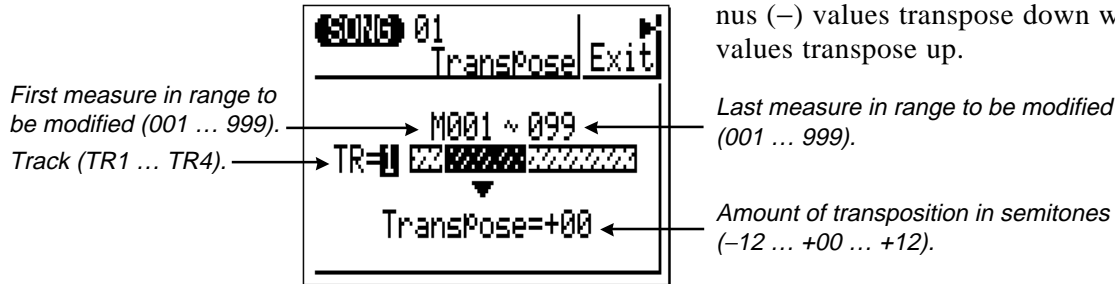 nus (–) values transpose down w
values transpose up.
SONG 01
Transpose Exit
First measure in range to
be modified (001 … 999).
Track (TR1 … TR4).
M001 ~ 099
TR=1
Transpose=+00
Last measure in range to be modified
(001 … 999).
Amount of transposition in semitones
(–12 … +00 … +12).